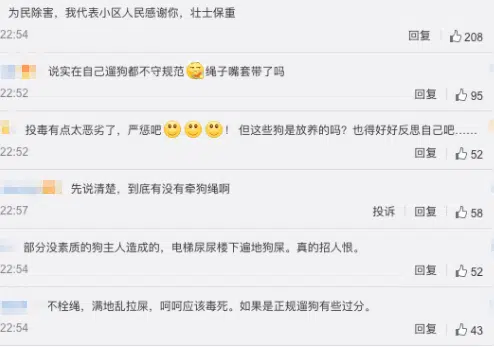 为民除害，我代表小区人民感谢你，壮士保重
22:54 回复 208
说实在自己遛狗都不守规范绳子嘴套带了吗
22:52 回复 95
投毒有点太恶劣了，严惩吧！但这些狗是放养的吗？也得好好反思自己吧……
22:52 回复 52
先说清楚，到底有没有牵狗绳啊
22:57 投诉 回复 58
部分没素质的狗主人造成的，电梯尿尿楼下遍地狗屎。真的招人恨。
22:54 回复 52
不栓绳，满地乱拉屎，呵呵应该毒死。如果是正规遛狗有些过分。
22:54 回复 43